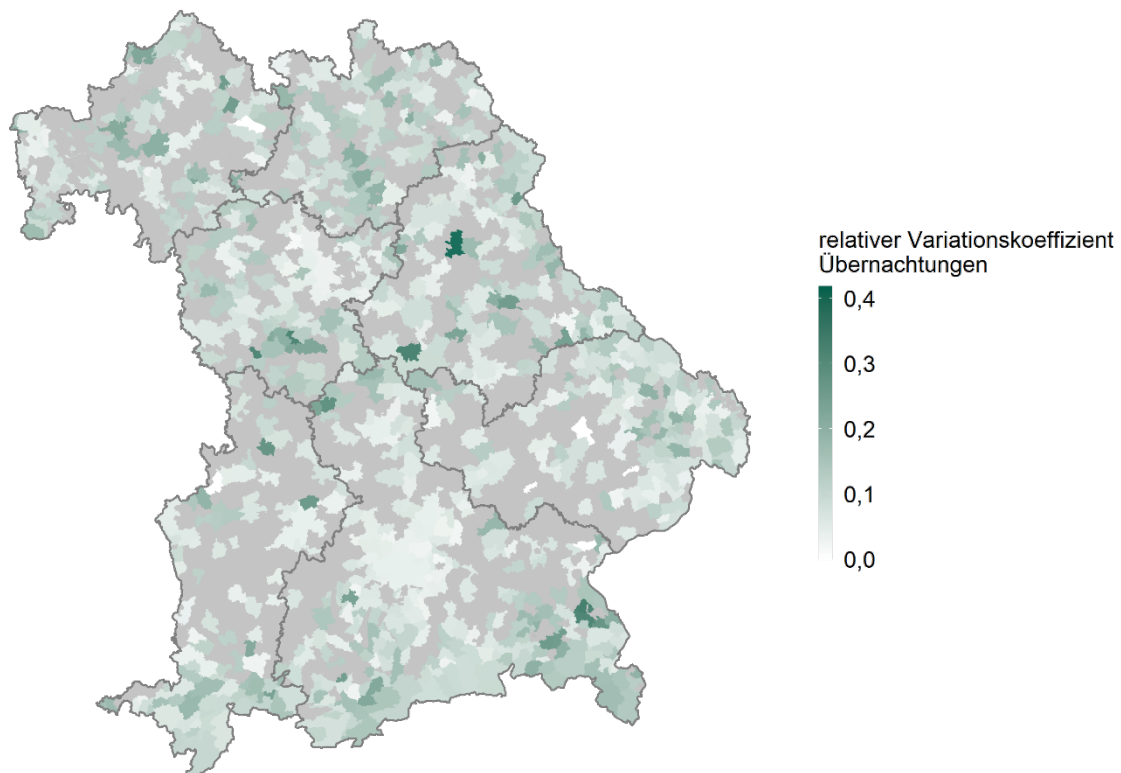 relativer Variationskoeffizient
Übernachtungen
0,4
0,3
0,2
0,1
0,0